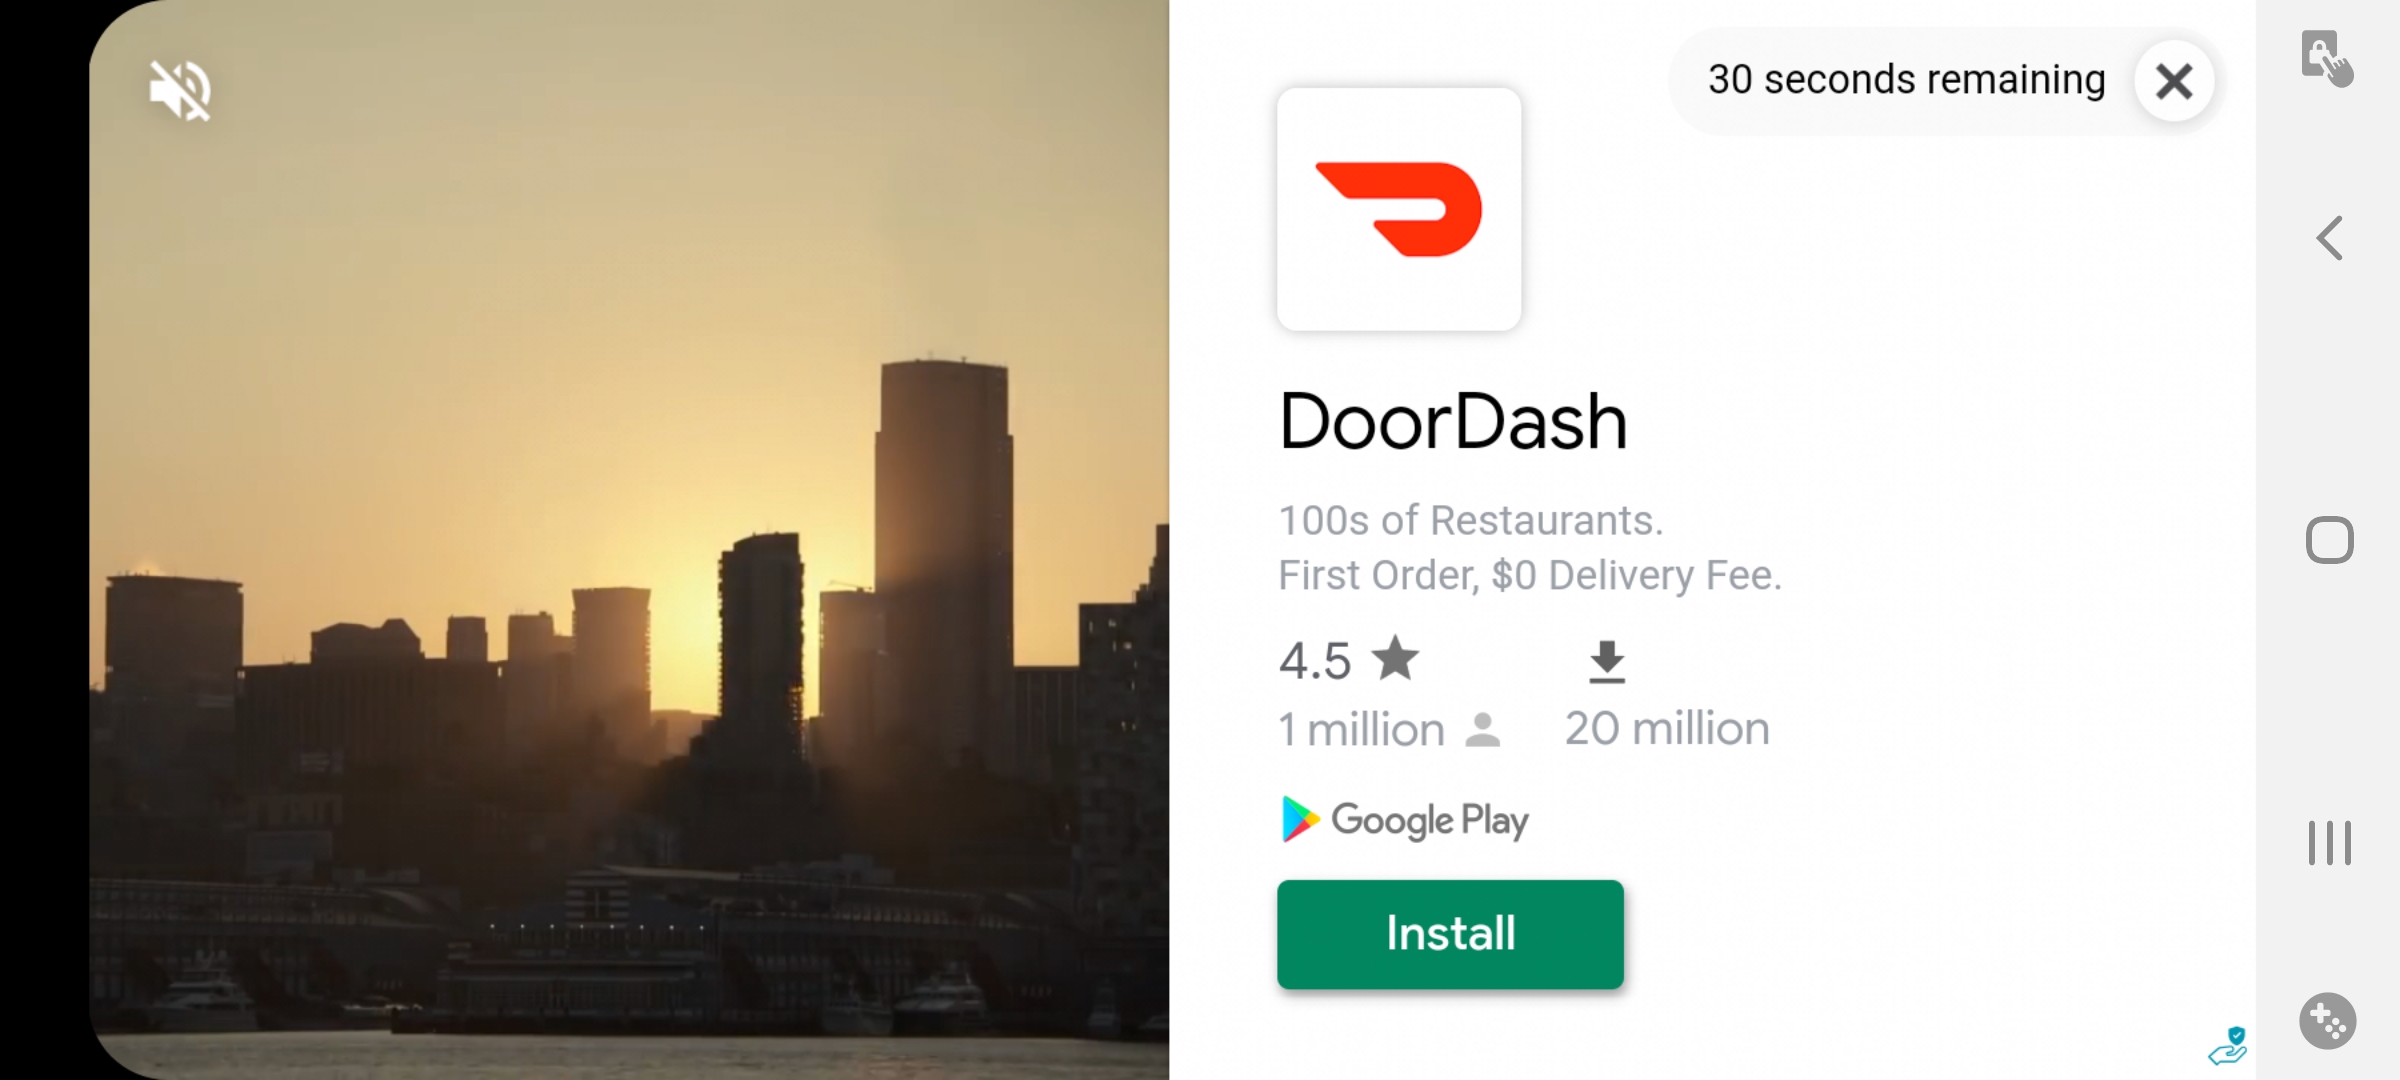 30 seconds remaining
DoorDash
100s of Restaurants.
First Order, $0 Delivery Fee.
4.5
1 million
20 million
Google Play
Install